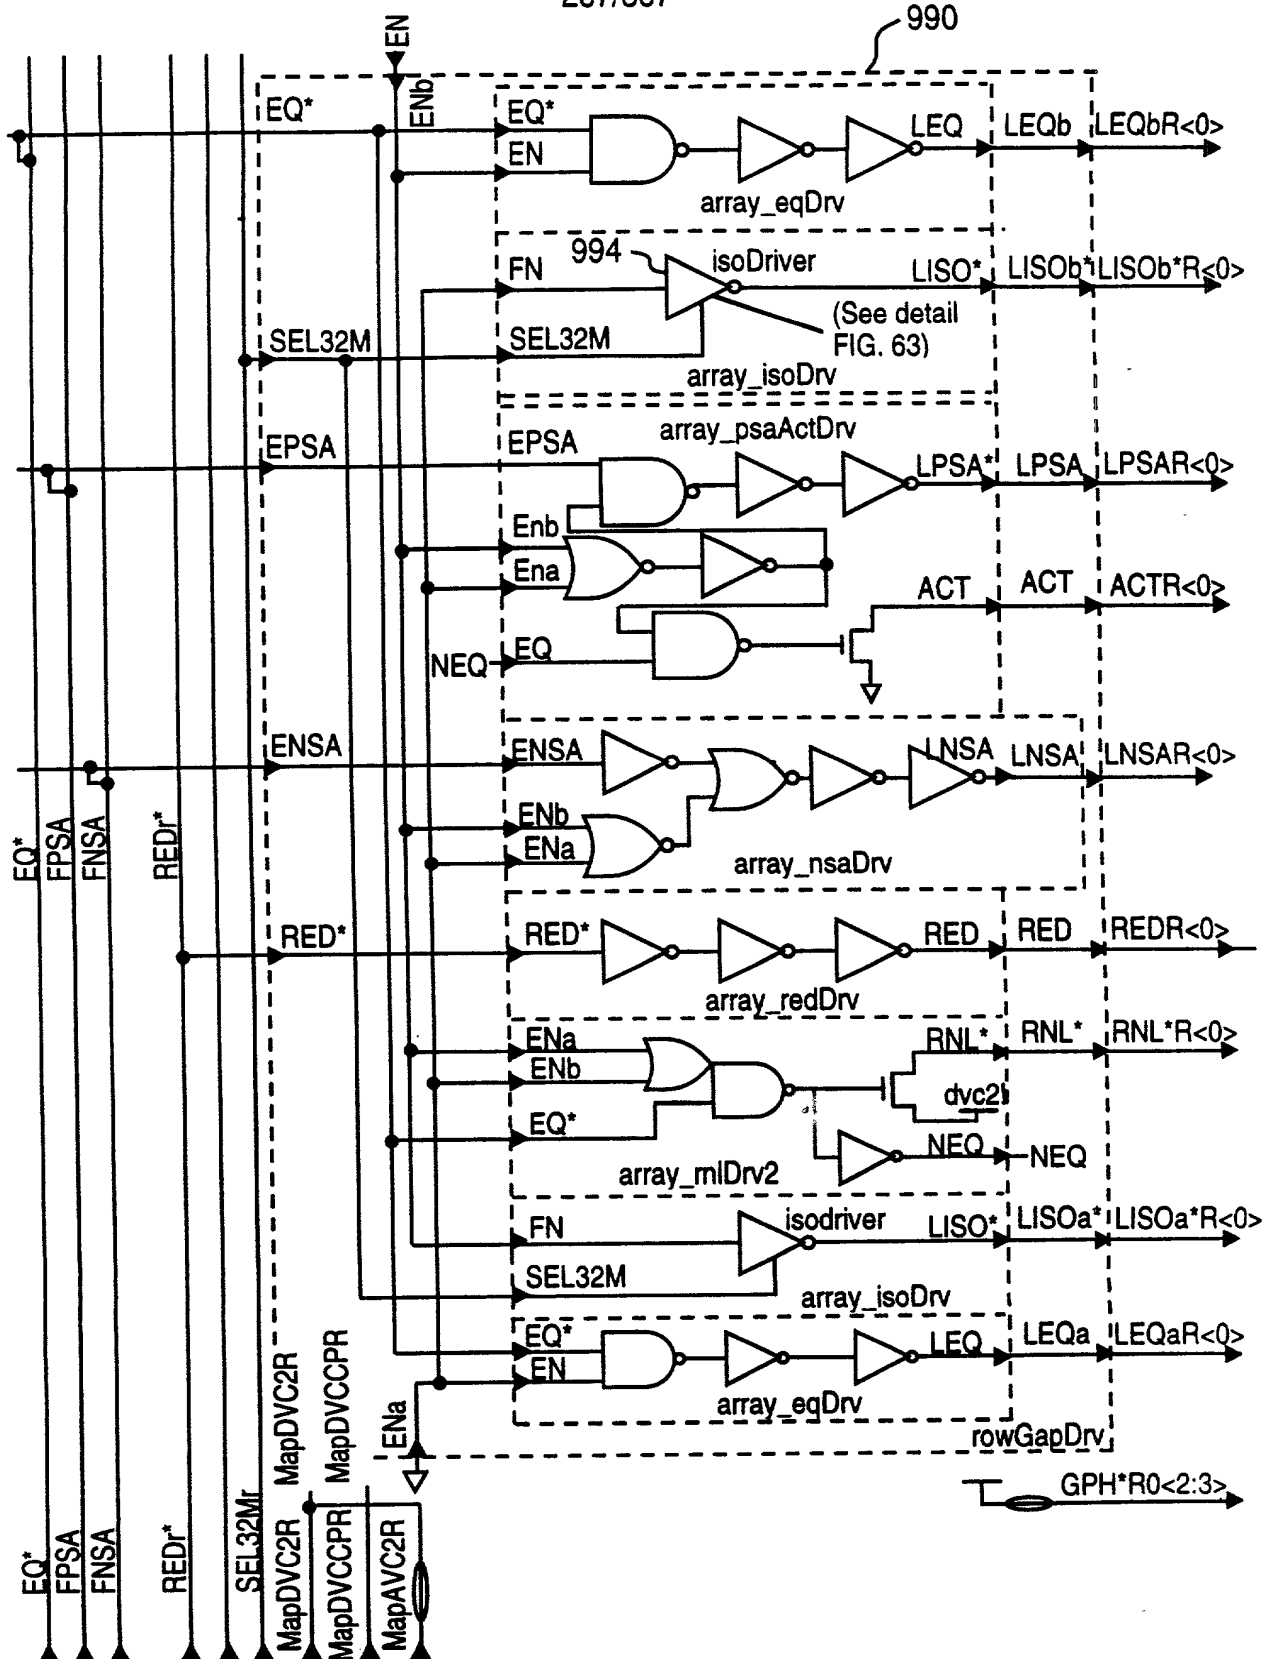 990
EN
ENb
EQ*
EQ*
EN
LEQ
LEQb
LEQbR<0>
array_eqDrv
994
isoDriver
FN
LISO*
LISOb*
LISOb*R<0>
(See detail
FIG. 63)
SEL32M
SEL32M
array_isoDrv
array_psaActDrv
EPSA
EPSA
LPSA*
LPSA
LPSAR<0>
Enb
Ena
ACT
ACT
ACTR<0>
NEQ
EQ
ENSA
ENSA
LNSA
LNSA
LNSAR<0>
ENb
ENa
array_nsaDrv
EQ*
FPSA
FNSA
REDr*
RED*
RED*
RED
RED
REDR<0>
array_redDrv
ENa
ENb
RNL*
RNL*
RNL*R<0>
dvc2
EQ*
NEQ
NEQ
array_rnlDrv2
FN
isodriver
LISO*
LISOa*
LISOa*R<0>
SEL32M
array_isoDrv
EQ*
EN
LEQ
LEQa
LEQaR<0>
array_eqDrv
MapDVC2R
MapDVCCPR
ENa
rowGapDrv
GPH*R0<2:3>
EQ*
FPSA
FNSA
REDr*
SEL32Mr
MapDVC2R
MapDVCCPR
MapAVC2R